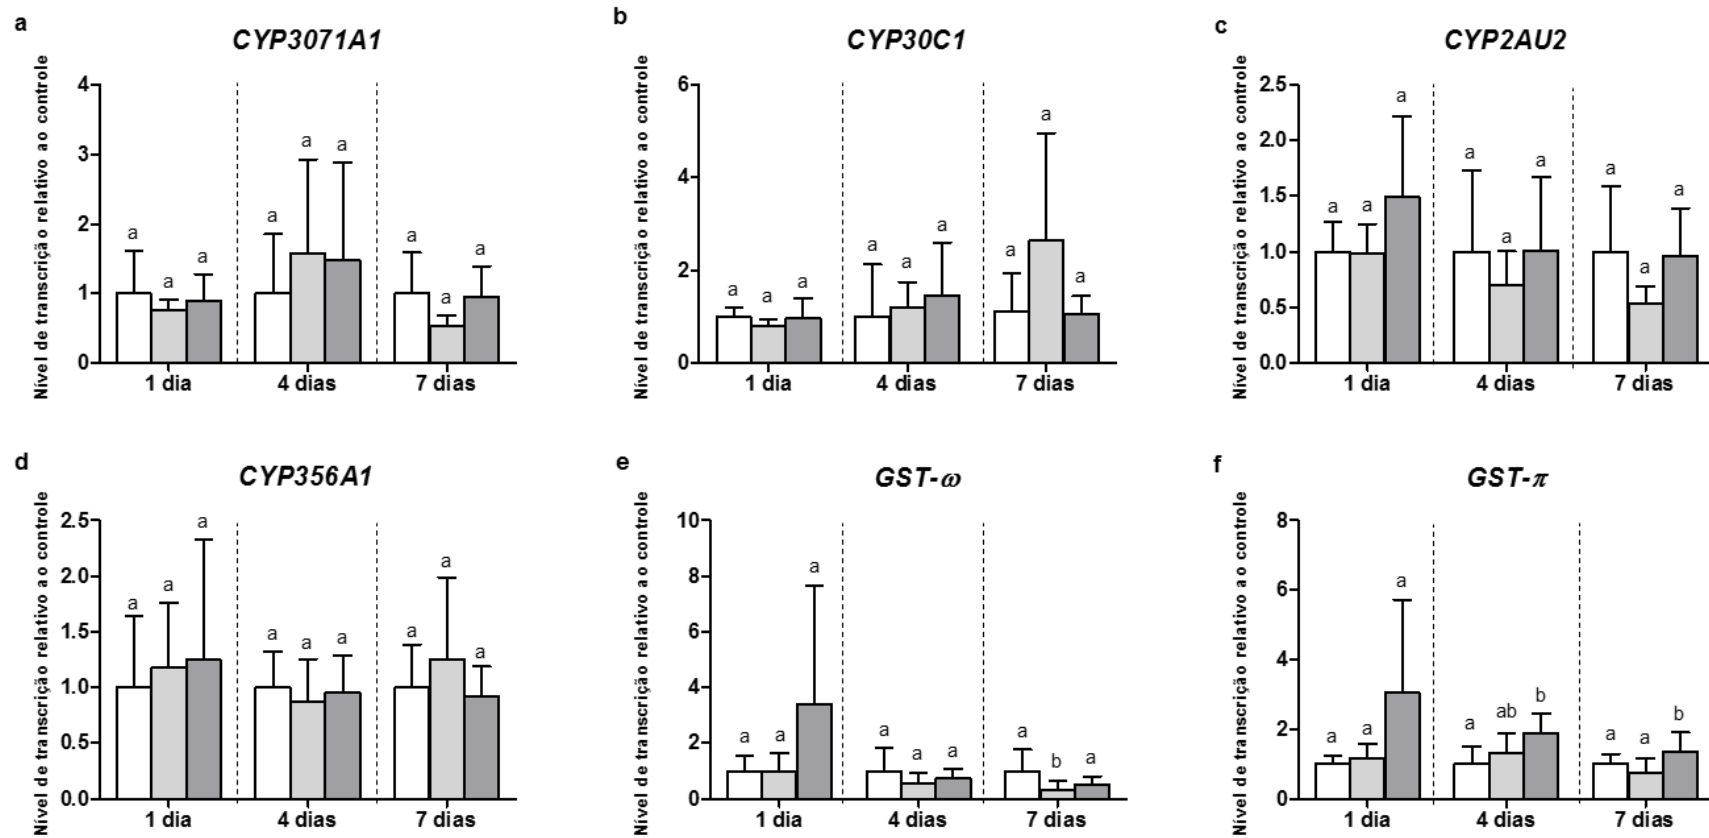 a
CYP3071A1
Nível de transcrição relativo ao controle
4
3
2
1
0
a
a
a
a
a
a
a
a
a
1 dia
4 dias
7 dias
b
CYP30C1
Nível de transcrição relativo ao controle
6
4
2
0
a
a
a
a
a
a
a
a
a
1 dia
4 dias
7 dias
c
CYP2AU2
Nível de transcrição relativo ao controle
2.5
2.0
1.5
1.0
0.5
0.0
a
a
a
a
a
a
a
a
a
1 dia
4 dias
7 dias
d
CYP356A1
Nível de transcrição relativo ao controle
2.5
2.0
1.5
1.0
0.5
0.0
a
a
a
a
a
a
a
a
a
1 dia
4 dias
7 dias
e
GST-ω
Nível de transcrição relativo ao controle
10
8
6
4
2
0
a
a
a
a
a
a
a
b
a
1 dia
4 dias
7 dias
f
GST-π
Nível de transcrição relativo ao controle
8
6
4
2
0
a
a
a
a
ab
b
a
a
b
1 dia
4 dias
7 dias